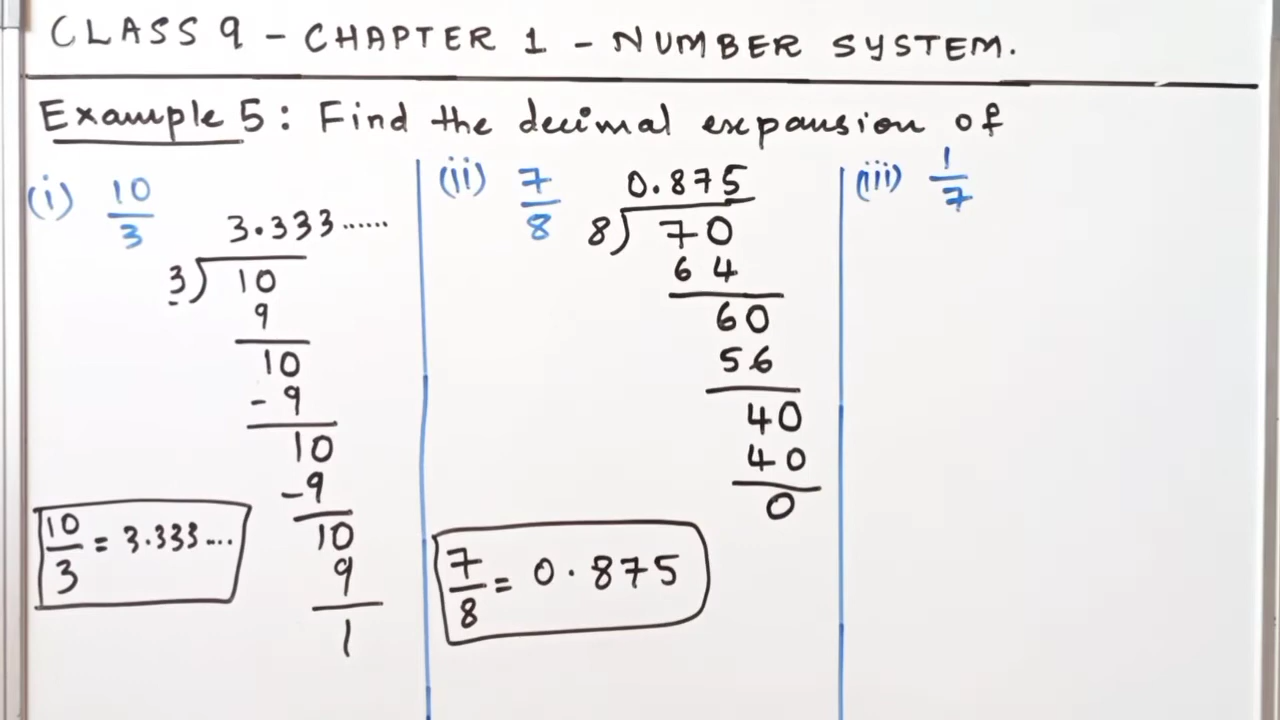 CLASS 9 - CHAPTER 1 - NUMBER SYSTEM.
Example 5: Find the decimal expansion of
(i) 10/3
3.333......
3) 10
9
10
- 9
10
- 9
10
9
1
10/3 = 3.333...
(ii) 7/8
0.875
8) 70
64
60
56
40
40
0
7/8 = 0.875
(iii) 1/7